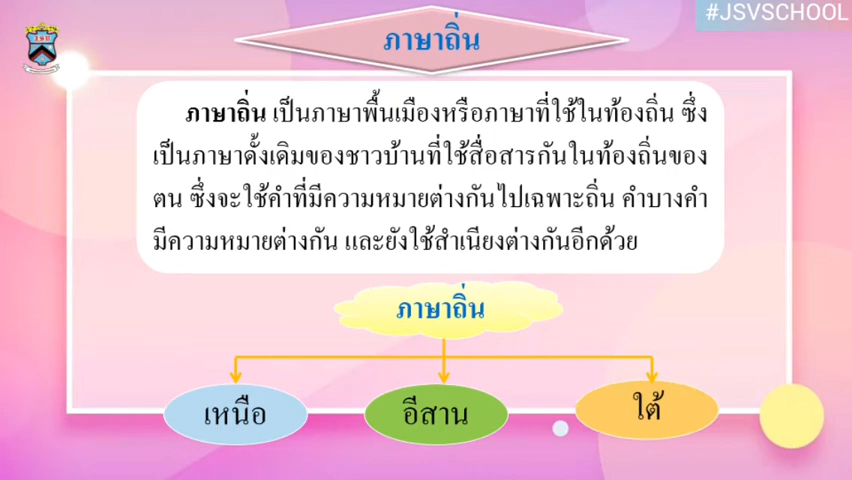 #JSVSCHOOL
ภาษาถิ่น
ภาษาถิ่น เป็นภาษาพื้นเมืองหรือภาษาที่ใช้ในท้องถิ่น ซึ่ง
เป็นภาษาดั้งเดิมของชาวบ้านที่ใช้สื่อสารกันในท้องถิ่นของ
ตน ซึ่งจะใช้คำที่มีความหมายต่างกันไปเฉพาะถิ่น คำบางคำ
มีความหมายต่างกัน และยังใช้สำเนียงต่างกันอีกด้วย
ภาษาถิ่น
เหนือ
อีสาน
ใต้